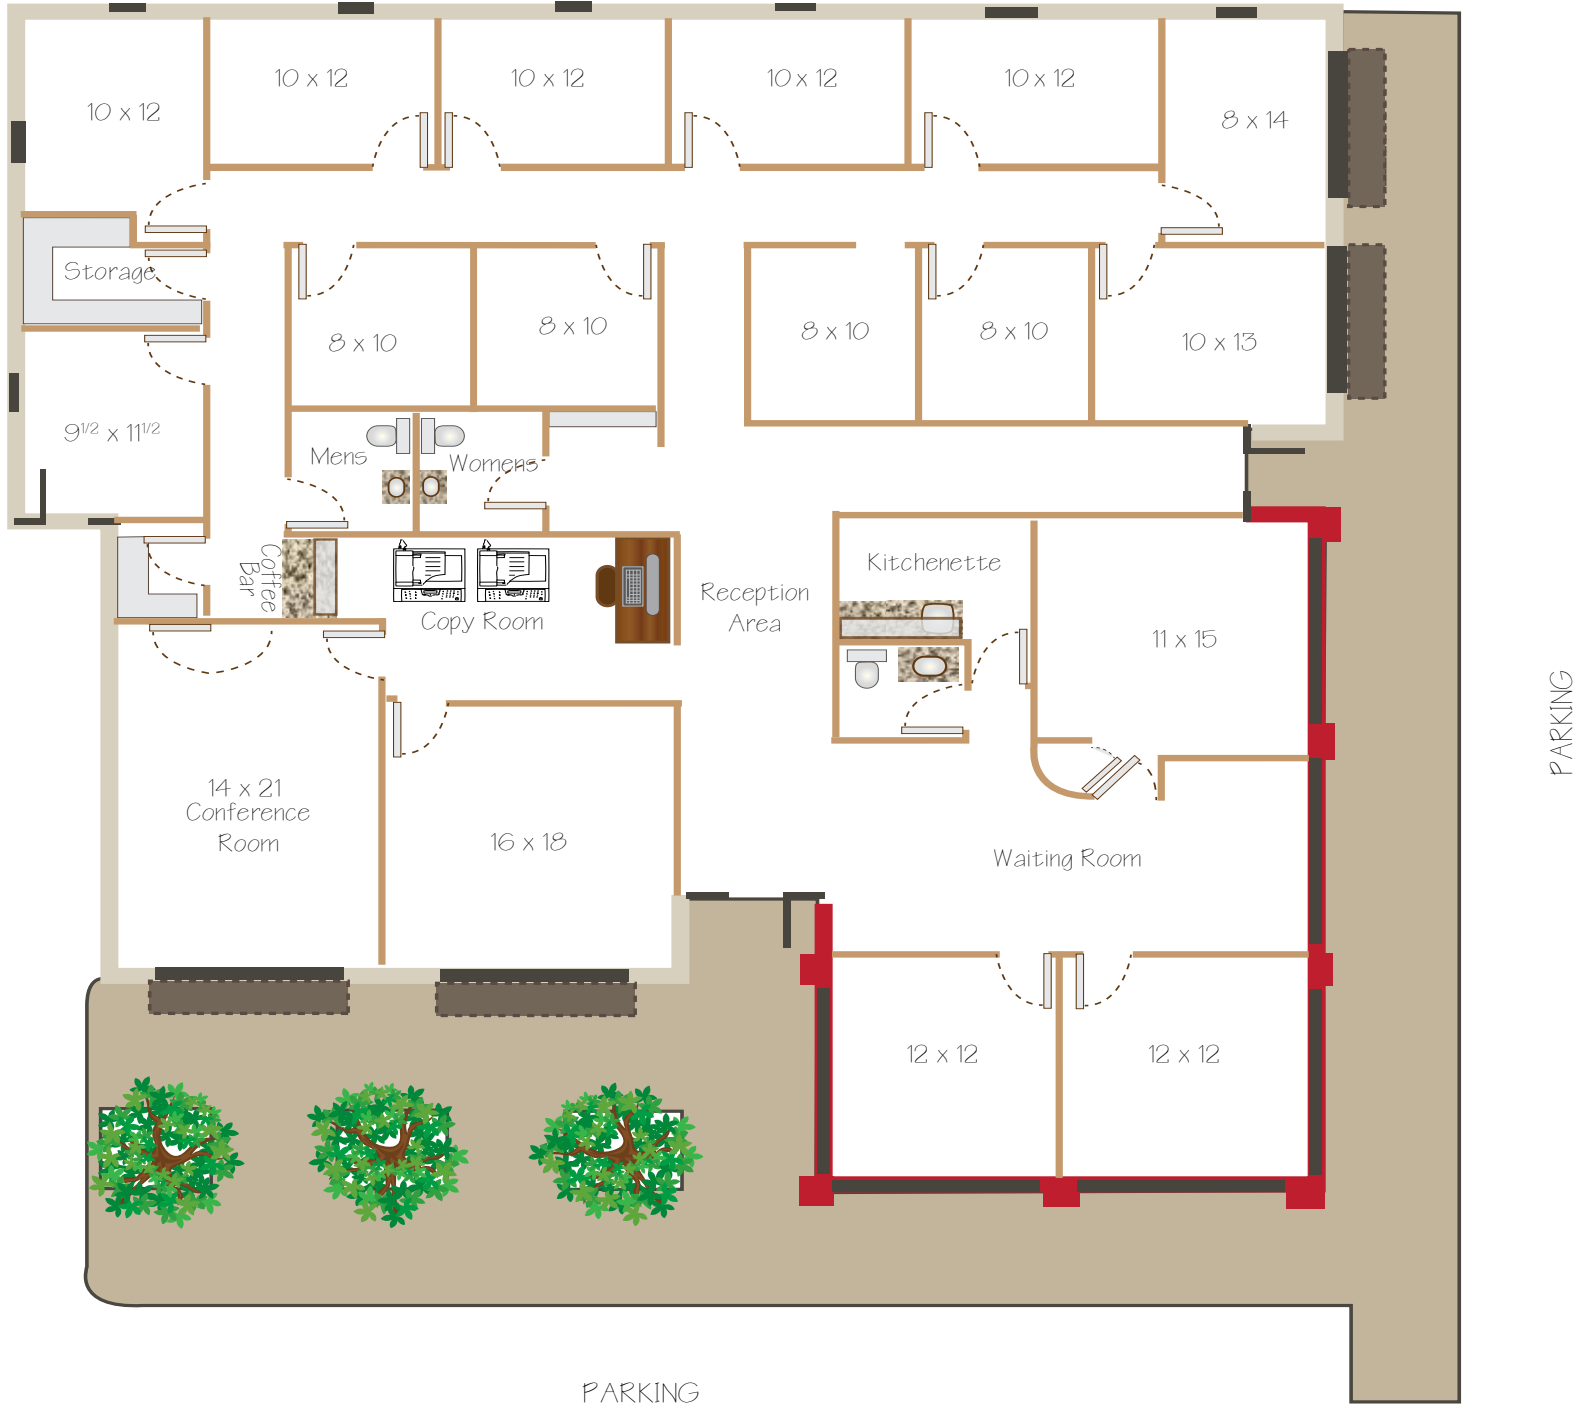 10 x 12
10 x 12
10 x 12
10 x 12
10 x 12
8 x 14
Storage
8 x 10
8 x 10
8 x 10
8 x 10
10 x 13
9 1/2 x 11 1/2
Mens
Womens
Coffee
Bar
Copy Room
Reception
Area
Kitchenette
11 x 15
PARKING
14 x 21
Conference
Room
16 x 18
Waiting Room
12 x 12
12 x 12
PARKING